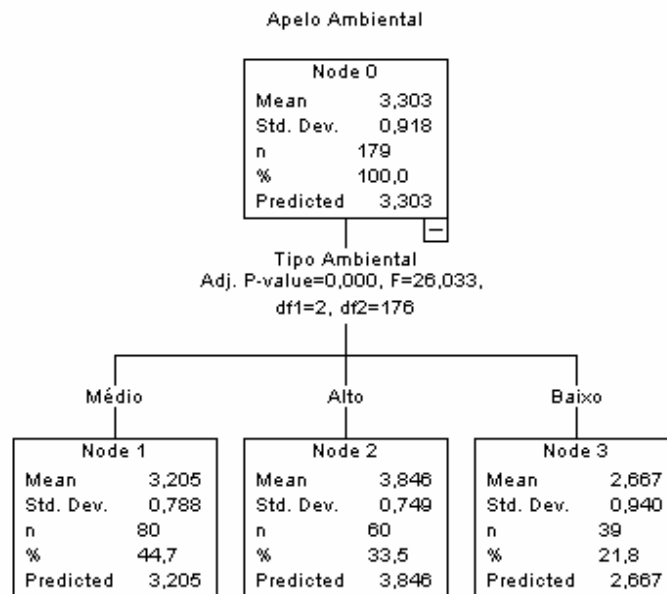 Apelo Ambiental
Node 0
Mean 3,303
Std. Dev. 0,918
n 179
% 100,0
Predicted 3,303
Tipo Ambiental
Adj. P-value=0,000, F=26,033,
df1=2, df2=176
Médio
Alto
Baixo
Node 1
Mean 3,205
Std. Dev. 0,788
n 80
% 44,7
Predicted 3,205
Node 2
Mean 3,846
Std. Dev. 0,749
n 60
% 33,5
Predicted 3,846
Node 3
Mean 2,667
Std. Dev. 0,940
n 39
% 21,8
Predicted 2,667